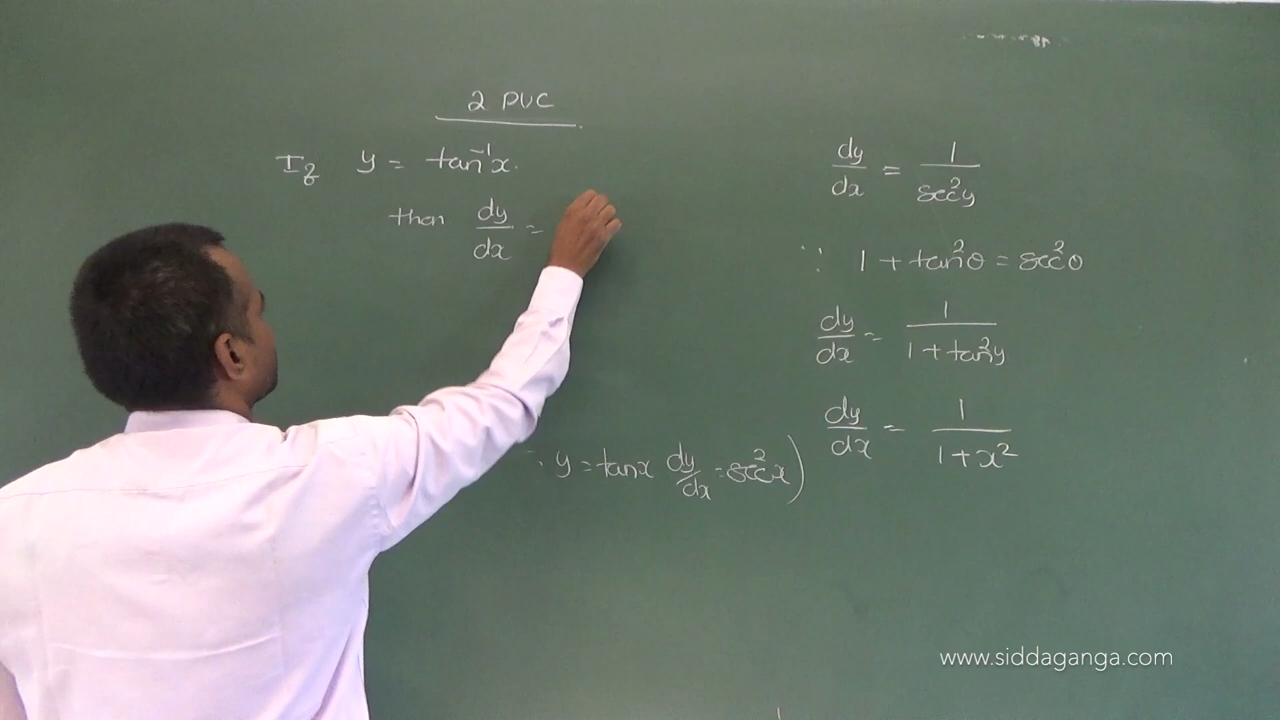 2 PUC
If y = tan⁻¹x.
then dy/dx =
∵ y = tanx dy/dx = sec²x)
dy/dx = 1/sec²y
∵ 1 + tan²θ = sec²θ
dy/dx = 1/1 + tan²y
dy/dx = 1/1 + x²
www.siddaganga.com